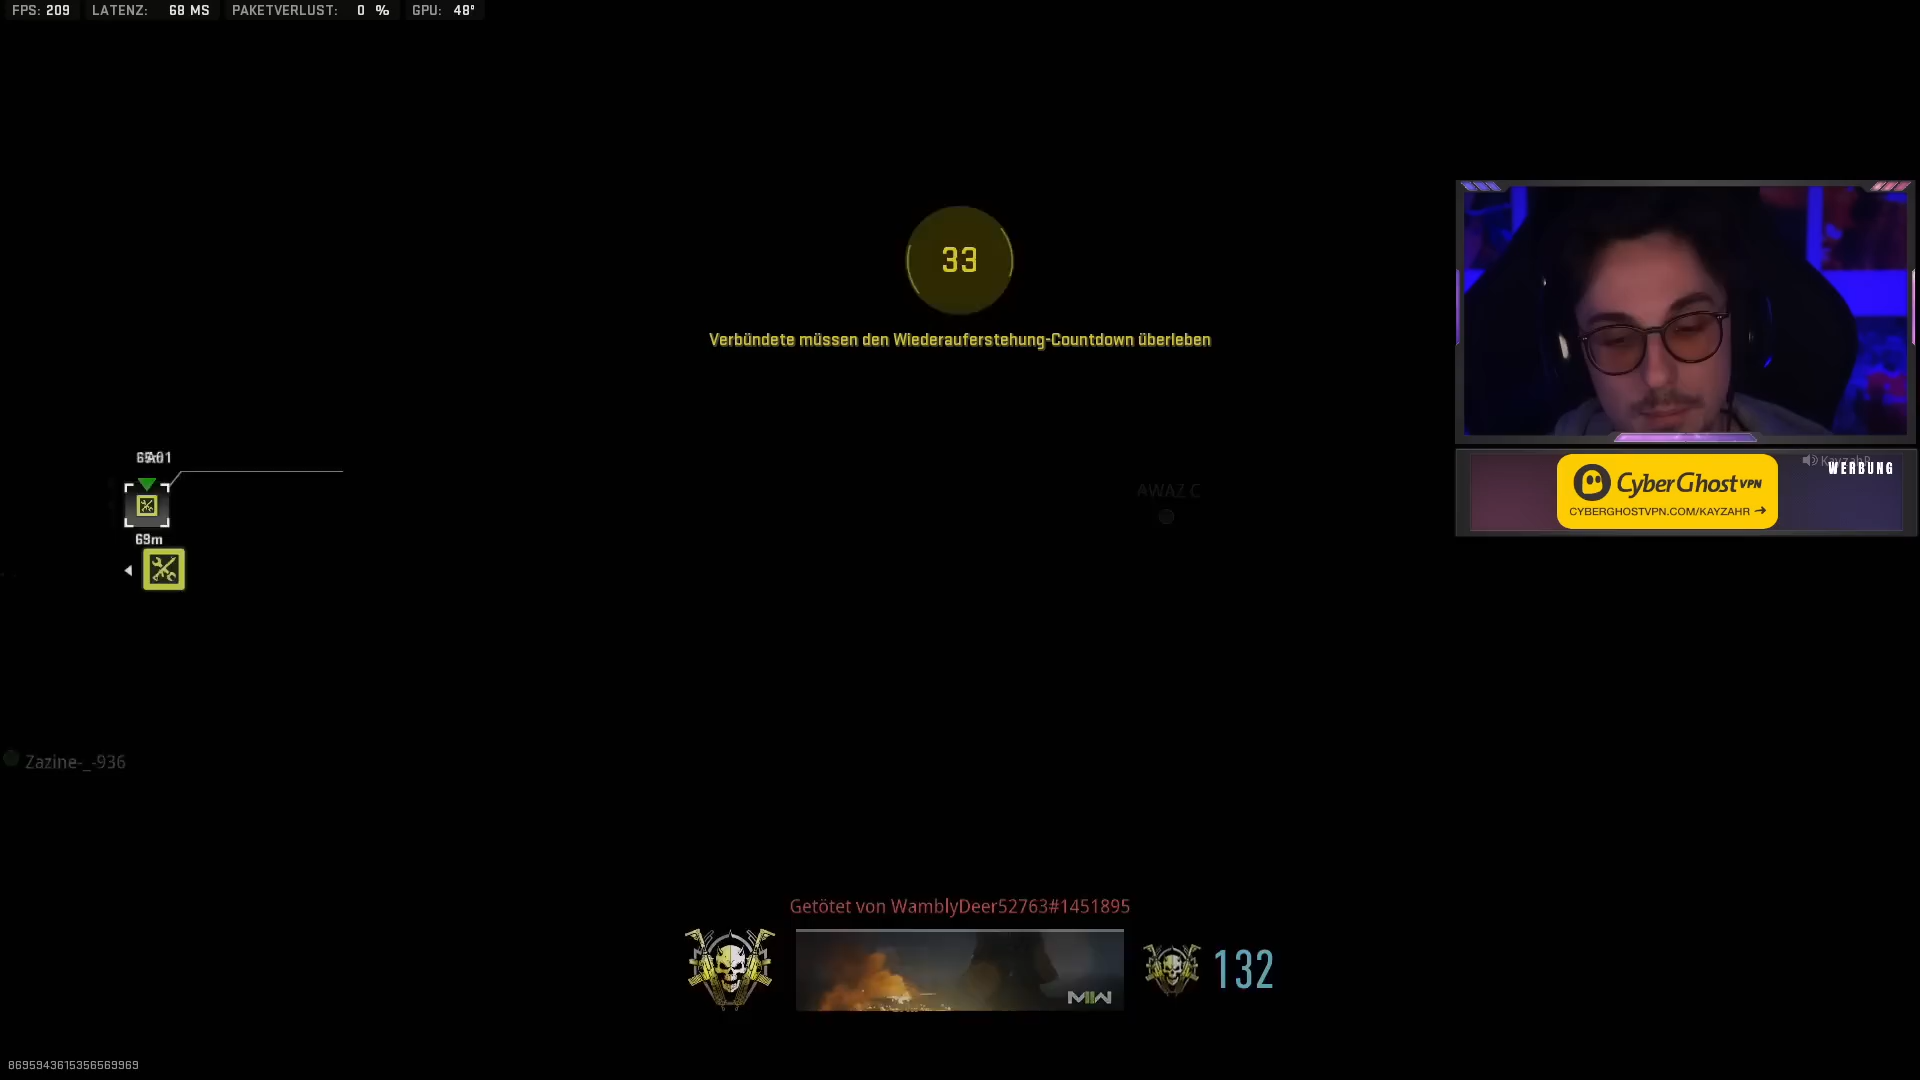 FPS: 209 LATENZ: 68 MS PAKETVERLUST: 0 % GPU: 48°
33
Verbündete müssen den Wiederauferstehung-Countdown überleben
69m
AWAZ C
WERBUNG
CyberGhost VPN
CYBERGHOSTVPN.COM/KAYZAHR
Zazine-_-936
Getötet von WamblyDeer52763#1451895
MW
132
8695943615356569969